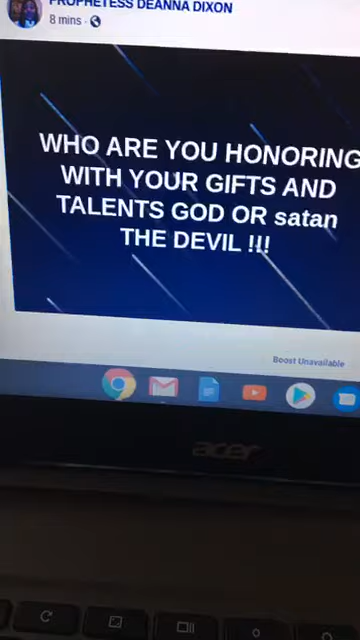 PROPHETESS DEANNA DIXON
8 mins ·
WHO ARE YOU HONORING
WITH YOUR GIFTS AND
TALENTS GOD OR satan
THE DEVIL !!!
Boost Unavailable
acer